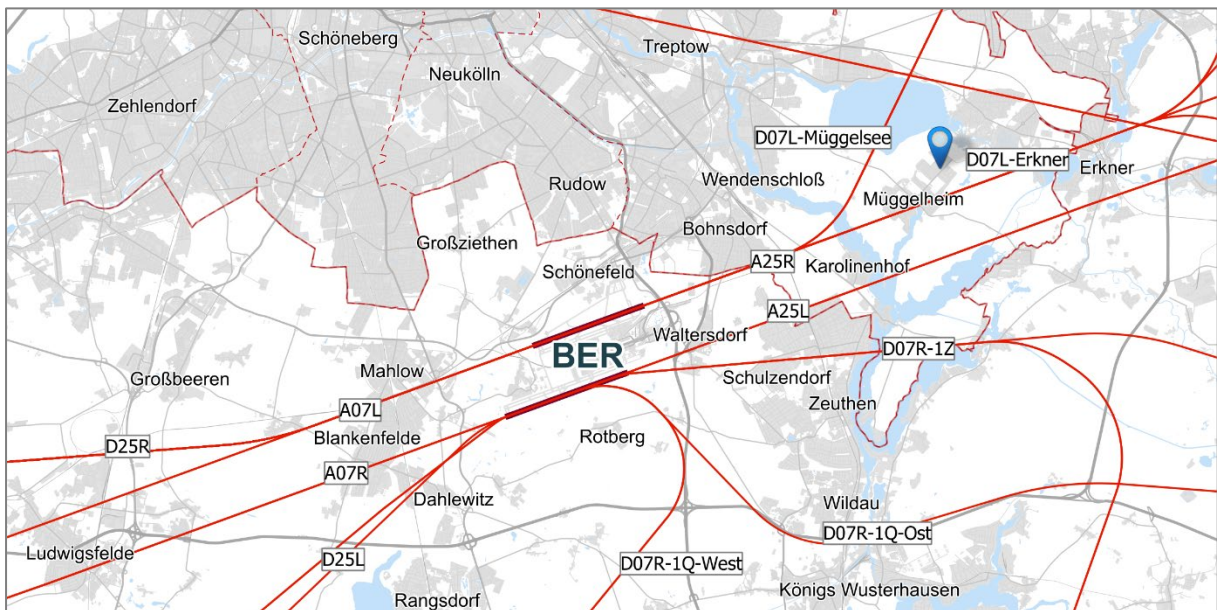 Schöneberg
Treptow
Neukölln
Zehlendorf
D07L-Müggelsee
D07L-Erkner
Erkner
Rudow
Wendenschloß
Müggelheim
Großziethen
Bohnsdorf
A25R
Karolinenhof
Schönefeld
A25L
Waltersdorf
BER
D07R-1Z
Mahlow
Großbeeren
Schulzendorf
A07L
Zeuthen
D25R
Blankenfelde
Rotberg
A07R
Dahlewitz
Wildau
D07R-1Q-Ost
Ludwigsfelde
D25L
D07R-1Q-West
Königs Wusterhausen
Rangsdorf